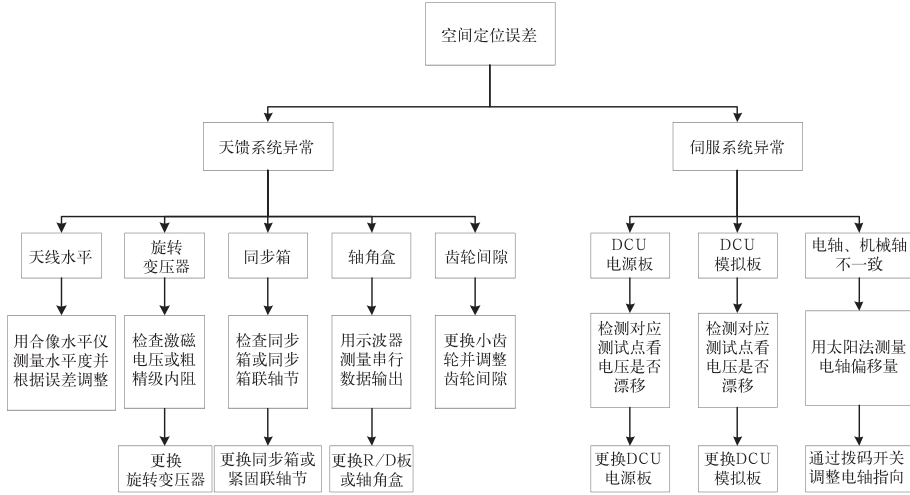 空间定位误差
天馈系统异常
伺服系统异常
天线水平
旋转
变压器
同步箱
轴角盒
齿轮间隙
DCU
电源板
DCU
模拟板
电轴、机械轴
不一致
用合像水平仪
测量水平度并
根据误差调整
检查激磁
电压或粗
精级内阻
检查同步
箱或同步
箱联轴节
用示波器
测量串行
数据输出
更换小齿
轮并调整
齿轮间隙
检测对应
测试点看
电压是否
漂移
检测对应
测试点看
电压是否
漂移
用太阳法测量
电轴偏移量
更换
旋转变压器
更换同步箱或
紧固联轴节
更换R/D板
或轴角盒
更换DCU
电源板
更换DCU
模拟板
通过拨码开关
调整电轴指向